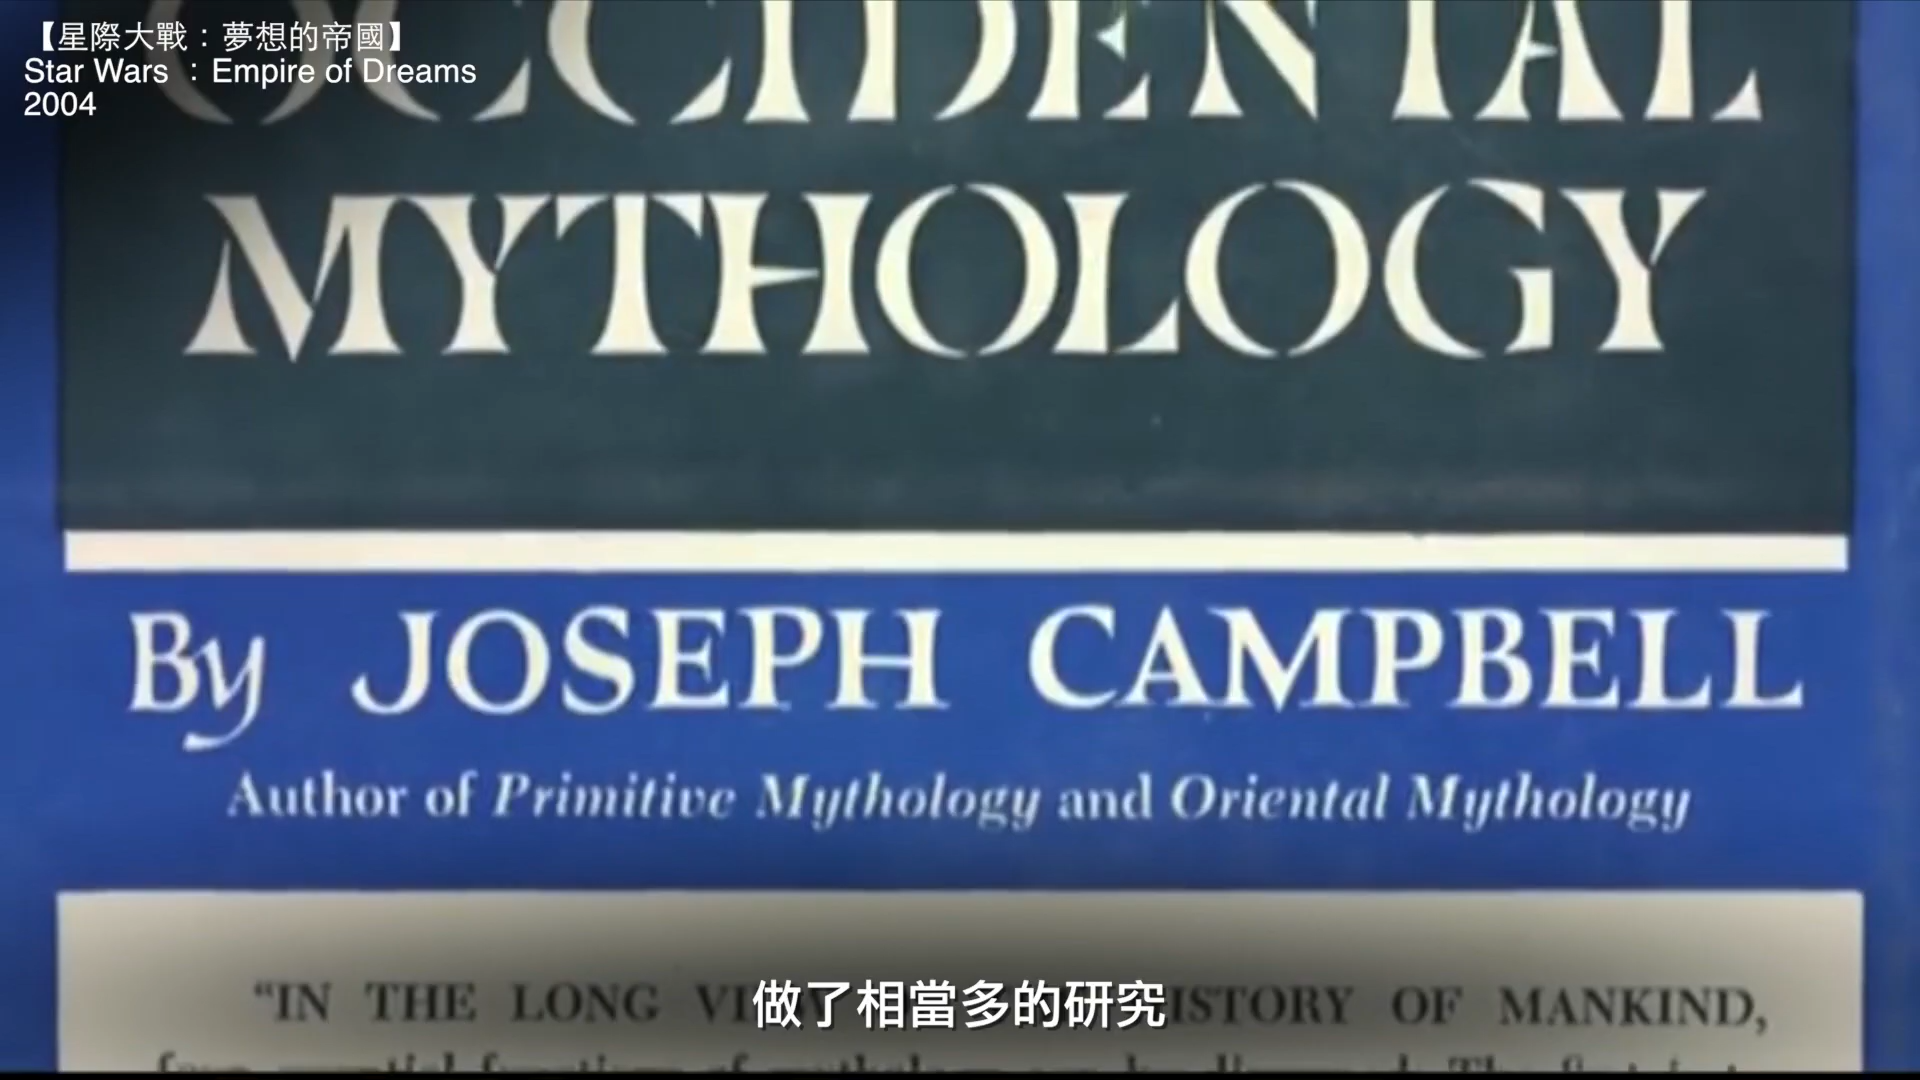 【星際大戰：夢想的帝國】
Star Wars ：Empire of Dreams
2004
OCCIDENTAL
MYTHOLOGY
By JOSEPH CAMPBELL
Author of Primitive Mythology and Oriental Mythology
“IN THE LONG HISTORY OF MANKIND,
做了相當多的研究